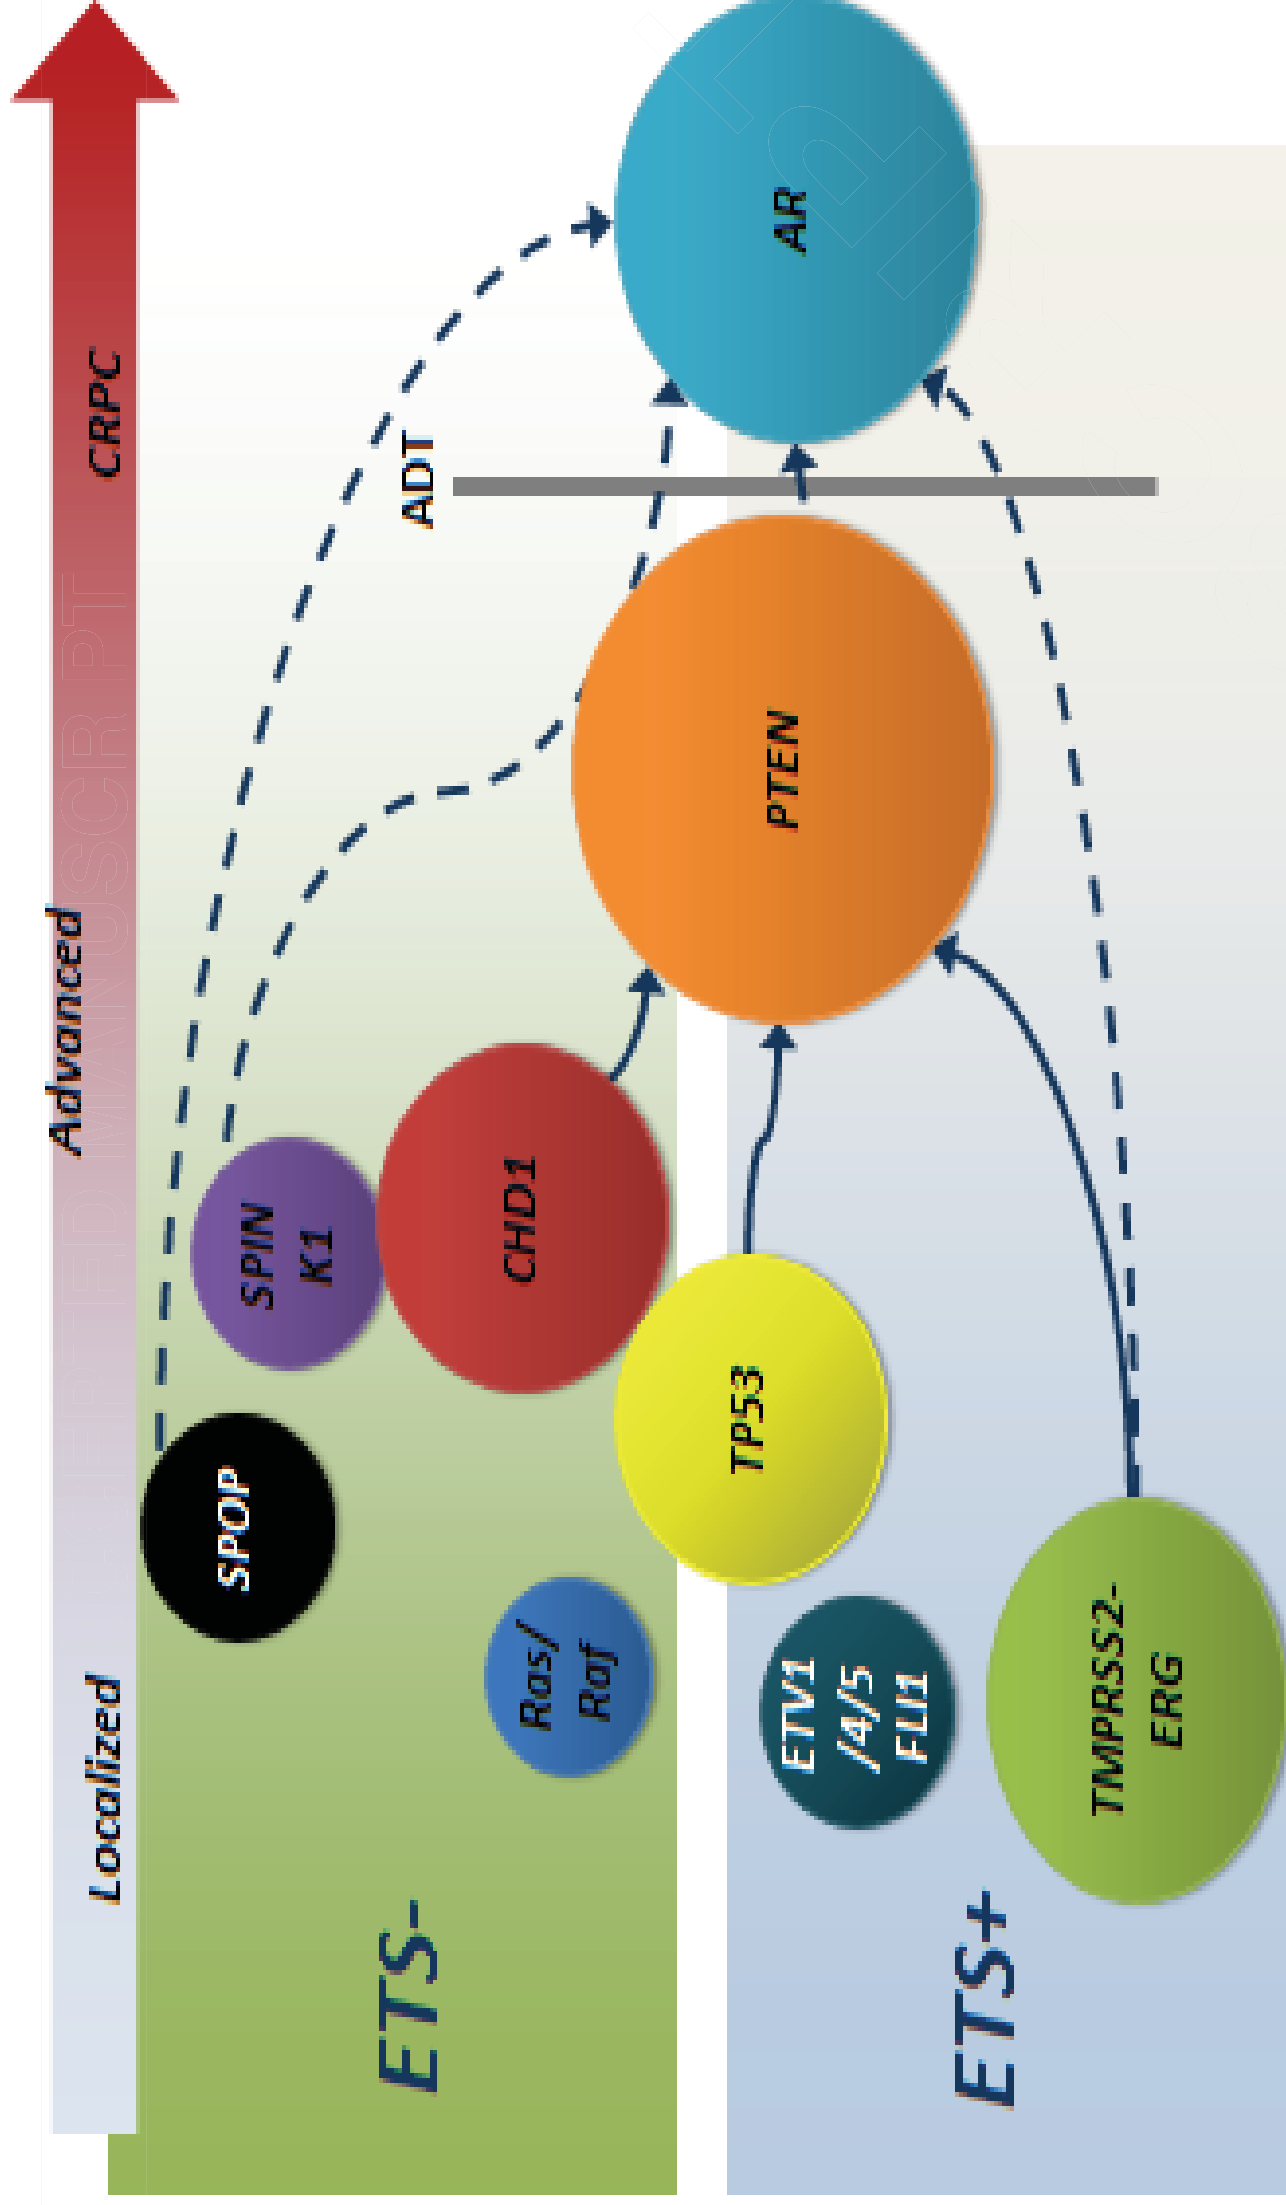 Localized
Advanced
CRPC
ETS-
SPOP
SPIN
K1
Ras/
Raf
CHD1
ADT
TP53
PTEN
AR
ETS+
ETV1
/4/5
FLI1
TMPRSS2-
ERG